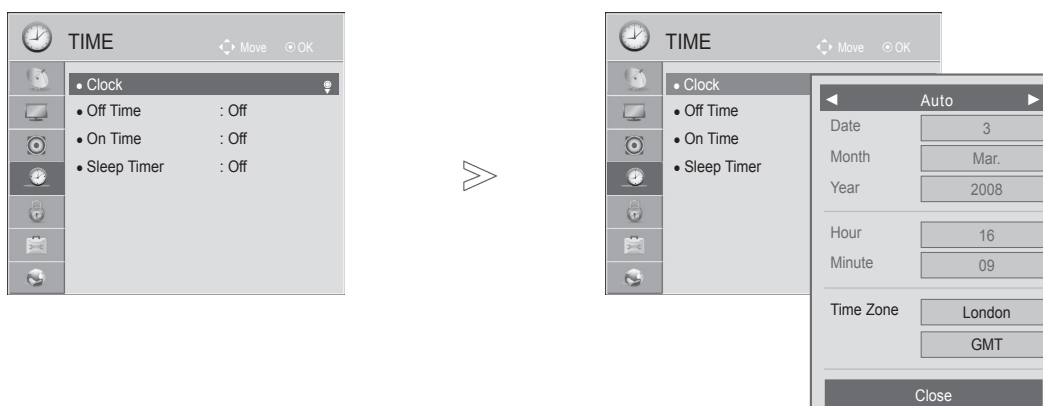 TIME Move OK
• Clock
• Off Time : Off
• On Time : Off
• Sleep Timer : Off
TIME Move OK
• Clock
• Off Time
• On Time
• Sleep Timer
◄ Auto ►
Date 3
Month Mar.
Year 2008
Hour 16
Minute 09
Time Zone London
GMT
Close